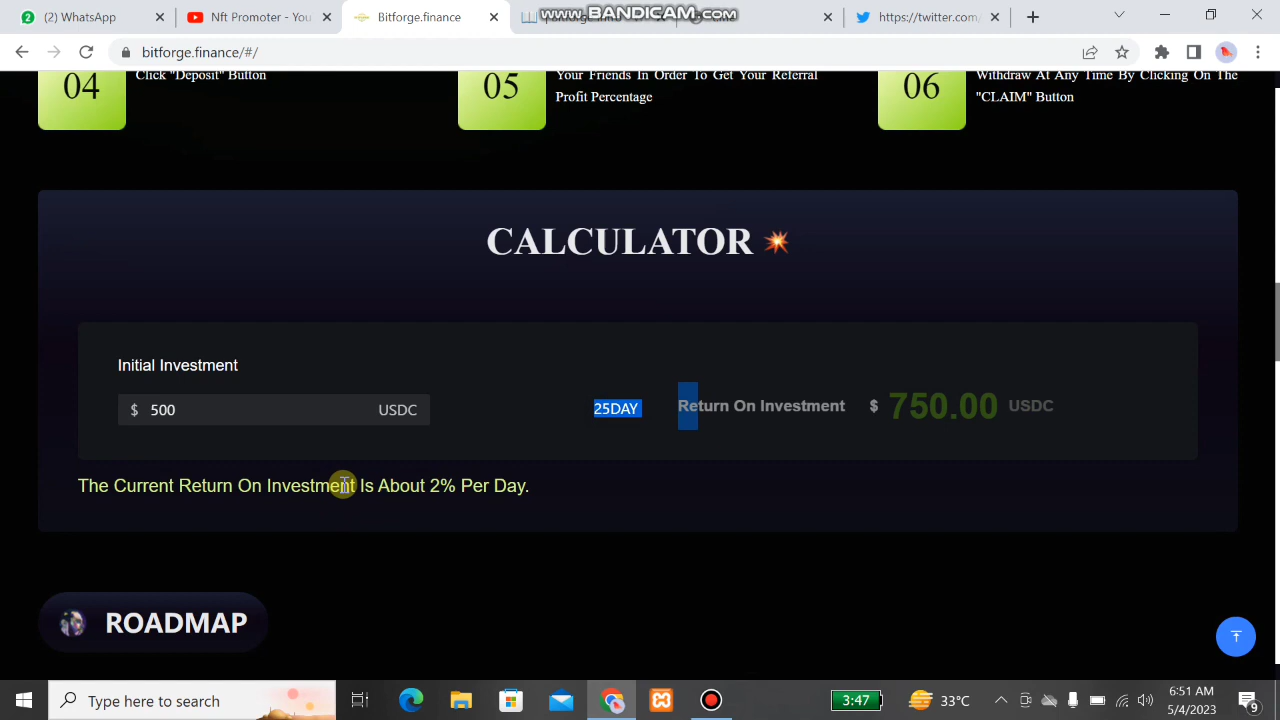 www.BANDICAM.com
2
(2) WhatsApp
Nft Promoter - You
Bitforge.finance
https://twitter.com/
bitforge.finance/#/
04
Click "Deposit" Button
05
Your Friends In Order To Get Your Referral
Profit Percentage
06
Withdraw At Any Time By Clicking On The
"CLAIM" Button
CALCULATOR
Initial Investment
$ 500 USDC
25DAY
Return On Investment $ 750.00 USDC
The Current Return On Investment Is About 2% Per Day.
ROADMAP
Type here to search
3:47
33°C
6:51 AM
5/4/2023
9